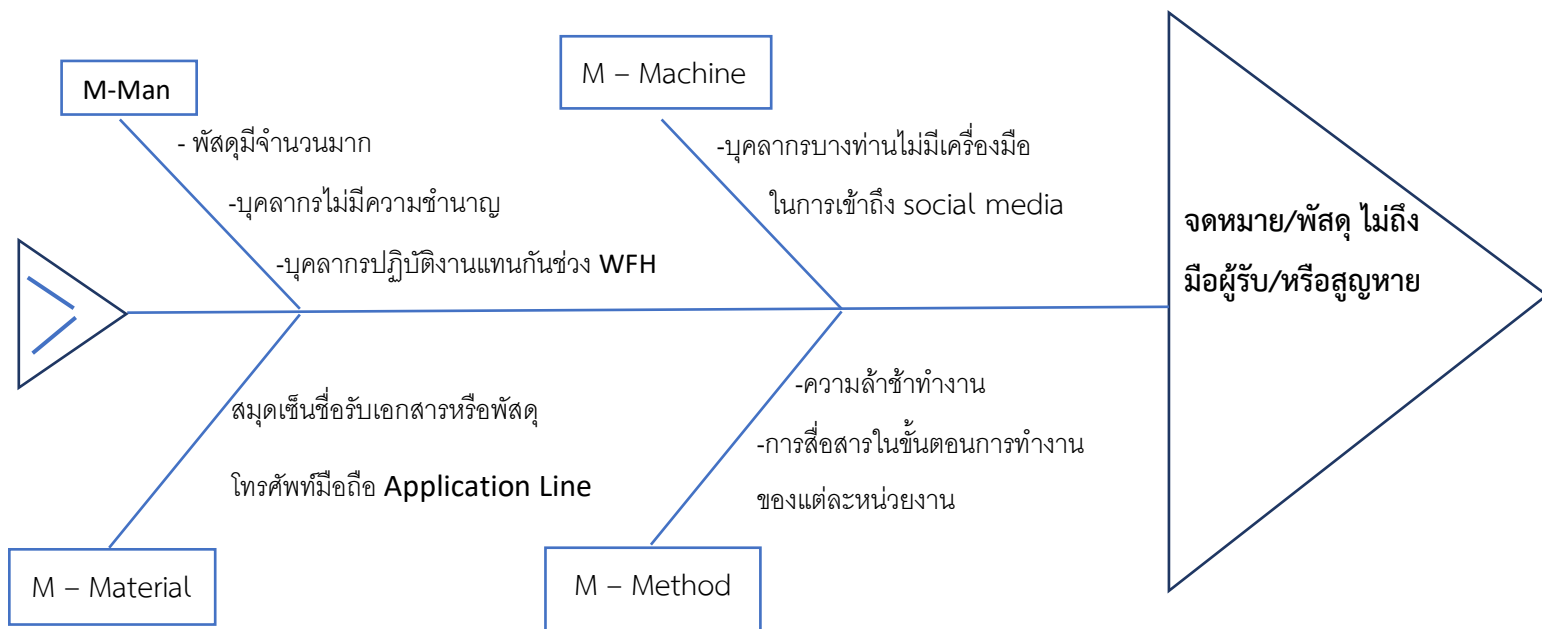 M-Man
- พัสดุมีจำนวนมาก
-บุคลากรไม่มีความชำนาญ
-บุคลากรปฏิบัติงานแทนกันช่วง WFH
M – Machine
-บุคลากรบางท่านไม่มีเครื่องมือ
ในการเข้าถึง social media
จดหมาย/พัสดุ ไม่ถึง
มือผู้รับ/หรือสูญหาย
สมุดเซ็นชื่อรับเอกสารหรือพัสดุ
โทรศัพท์มือถือ Application Line
M – Material
-ความล้าช้าทำงาน
-การสื่อสารในขั้นตอนการทำงาน
ของแต่ละหน่วยงาน
M – Method